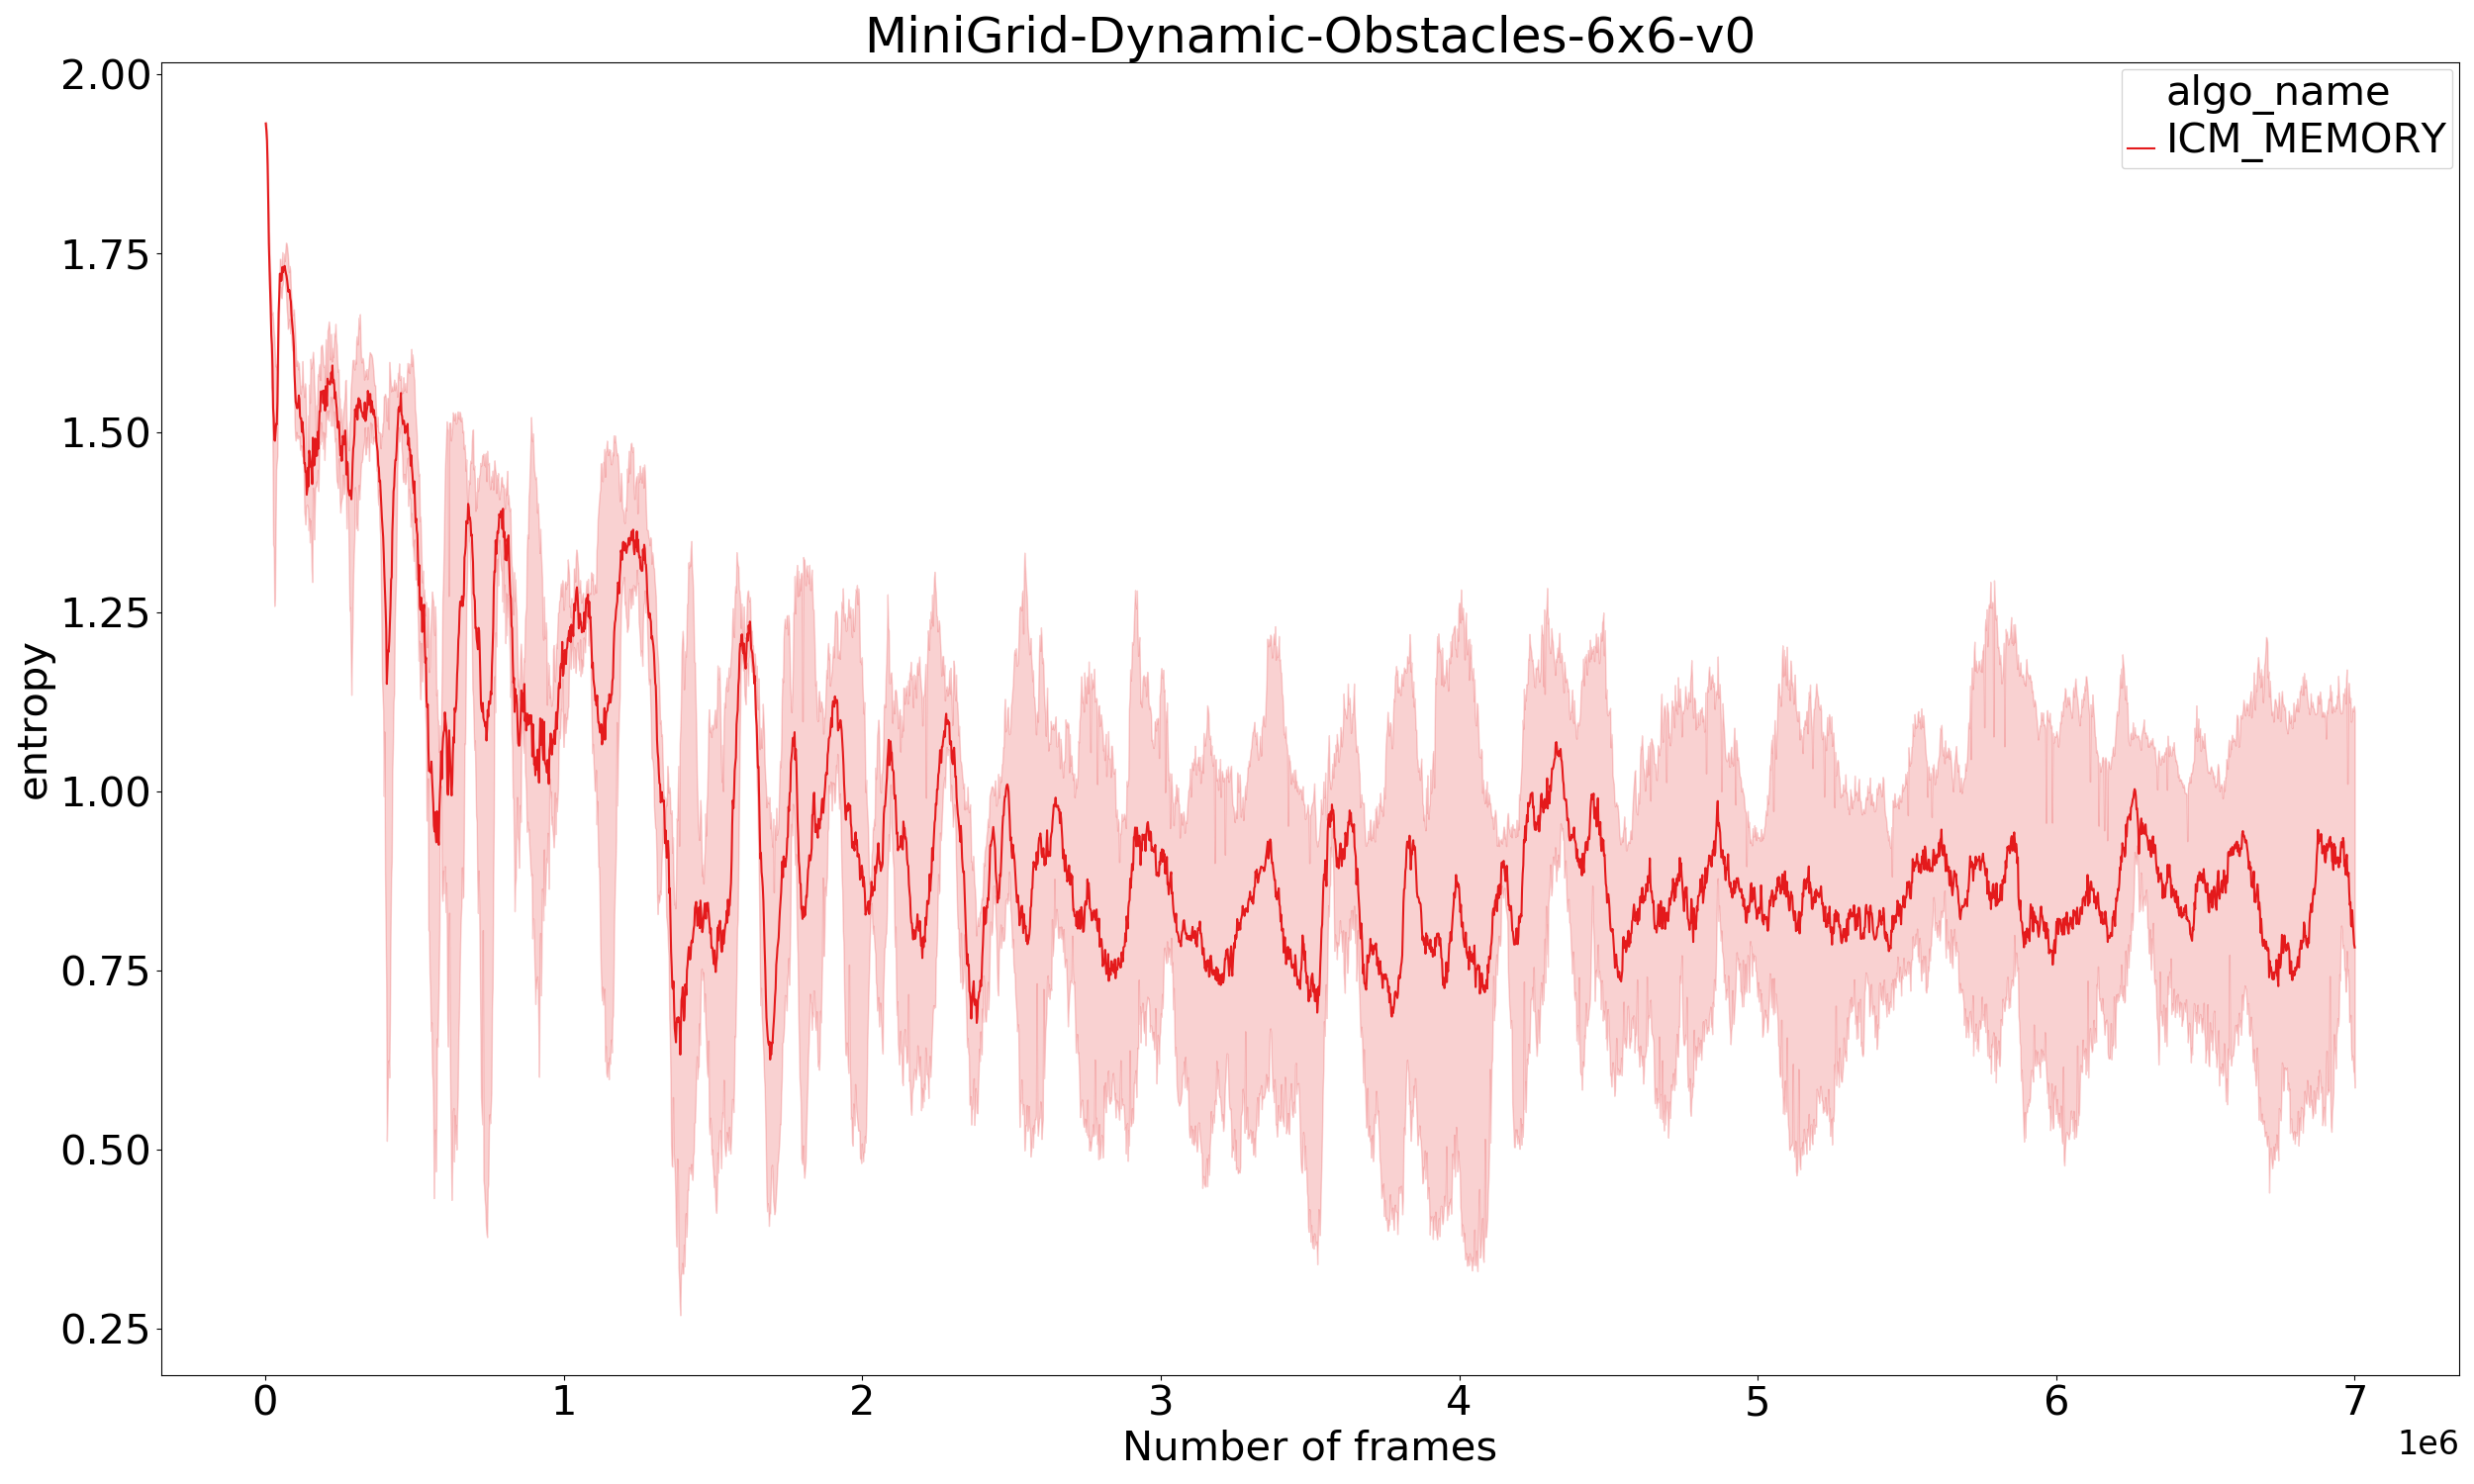 MiniGrid-Dynamic-Obstacles-6x6-v0
algo_name
ICM_MEMORY
2.00
1.75
1.50
1.25
1.00
0.75
0.50
0.25
entropy
0 1 2 3 4 5 6 7
1e6
Number of frames